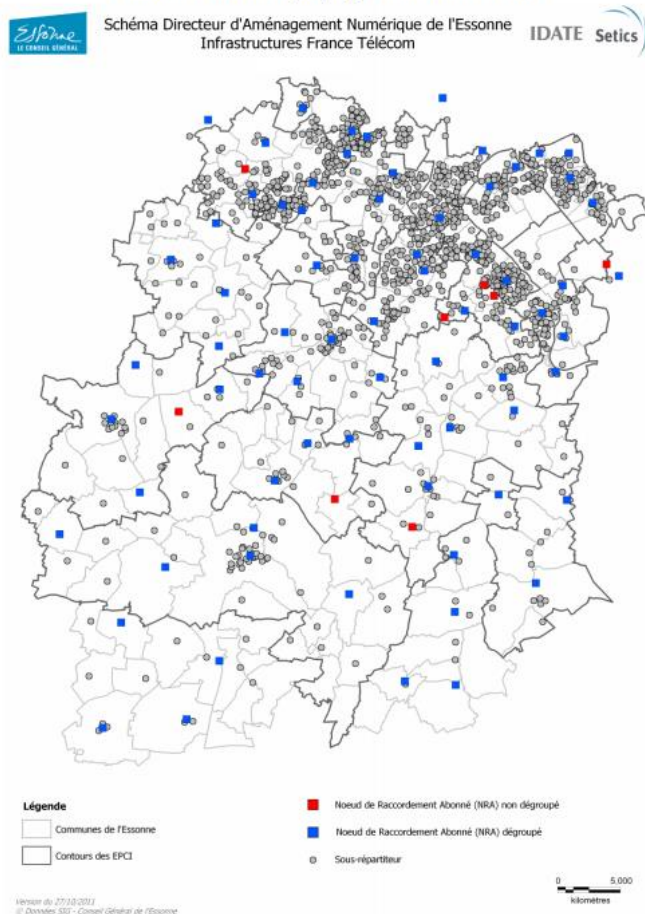 Essonne
LE CONSEIL GÉNÉRAL
Schéma Directeur d'Aménagement Numérique de l'Essonne
Infrastructures France Télécom
IDATE Setics
Légende
Communes de l'Essonne
Contours des EPCI
Noeud de Raccordement Abonné (NRA) non dégroupé
Noeud de Raccordement Abonné (NRA) dégroupé
Sous-répartiteur
0 5,000
kilomètres
Version du 27/10/2011
© Données SIG - Conseil Général de l'Essonne